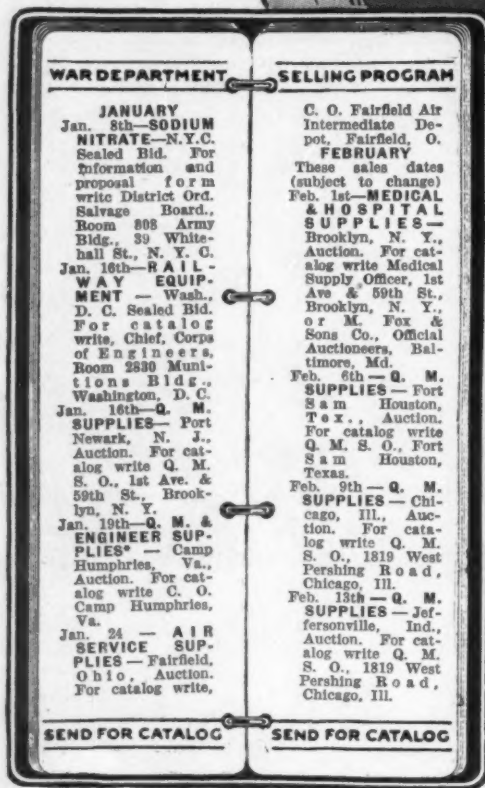 WAR DEPARTMENT
JANUARY
Jan. 8th—SODIUM
NITRATE—N.Y.C.
Sealed Bid. For
information and
proposal form
write District Ord.
Salvage Board.,
Room 808 Army
Bldg., 39 White-
hall St., N. Y. C.
Jan. 16th—RAIL-
WAY EQUIP-
MENT — Wash.,
D. C. Sealed Bid.
For catalog
write, Chief, Corps
of Engineers,
Room 2830 Muni-
tions Bldg.,
Washington, D. C.
Jan. 16th—Q. M.
SUPPLIES— Port
Newark, N. J.,
Auction. For cat-
alog write Q. M.
S. O., 1st Ave. &
59th St., Brook-
lyn, N. Y.
Jan. 19th—Q. M. &
ENGINEER SUP-
PLIES* — Camp
Humphries, Va.,
Auction. For cat-
alog write C. O.
Camp Humphries,
Va.
Jan. 24 — AIR
SERVICE SUP-
PLIES — Fairfield,
Ohio, Auction.
For catalog write,
SEND FOR CATALOG
SELLING PROGRAM
C. O. Fairfield Air
Intermediate De-
pot, Fairfield, O.
FEBRUARY
These sales dates
(subject to change)
Feb. 1st—MEDICAL
& HOSPITAL
SUPPLIES—
Brooklyn, N. Y.,
Auction. For cat-
alog write Medical
Supply Officer, 1st
Ave & 59th St.,
Brooklyn, N. Y.,
or M. Fox &
Sons Co., Official
Auctioneers, Bal-
timore, Md.
Feb. 6th — Q. M.
SUPPLIES — Fort
Sam Houston,
Tex., Auction.
For catalog write
Q. M. S. O., Fort
Sam Houston,
Texas.
Feb. 9th — Q. M.
SUPPLIES — Chi-
cago, Ill., Auc-
tion. For cata-
log write Q. M.
S. O., 1819 West
Pershing Road,
Chicago, Ill.
Feb. 13th — Q. M.
SUPPLIES — Jef-
fersonville, Ind.,
Auction. For cat-
alog write Q. M.
S. O., 1819 West
Pershing Road,
Chicago, Ill.
SEND FOR CATALOG